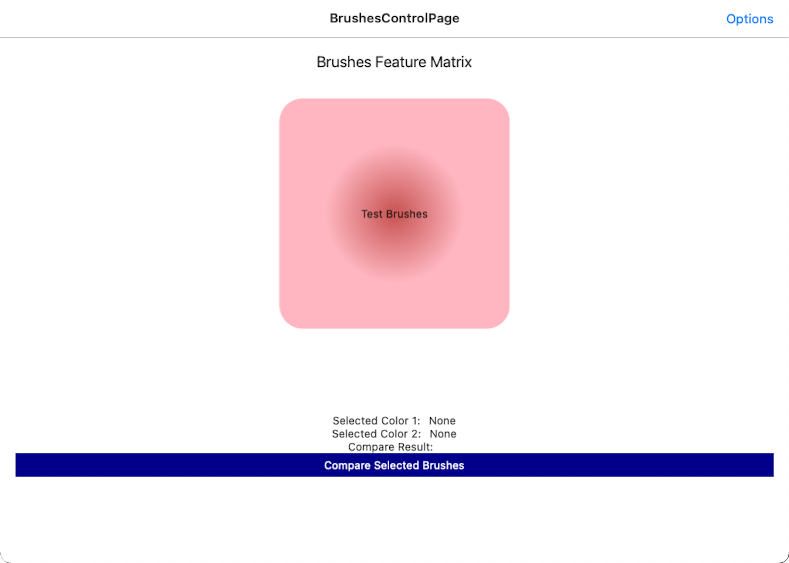 BrushesControlPage
Options
Brushes Feature Matrix
Test Brushes
Selected Color 1: None
Selected Color 2: None
Compare Result:
Compare Selected Brushes